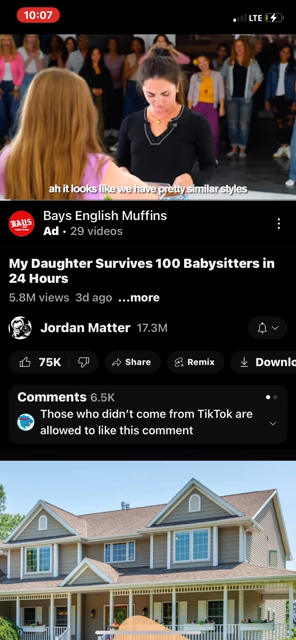 10:07
LTE
ah it looks like we have pretty similar styles
BAYS
Bays English Muffins
Ad • 29 videos
My Daughter Survives 100 Babysitters in
24 Hours
5.8M views 3d ago ...more
Jordan Matter 17.3M
75K Share Remix Downlo
Comments 6.5K
Those who didn't come from TikTok are
allowed to like this comment